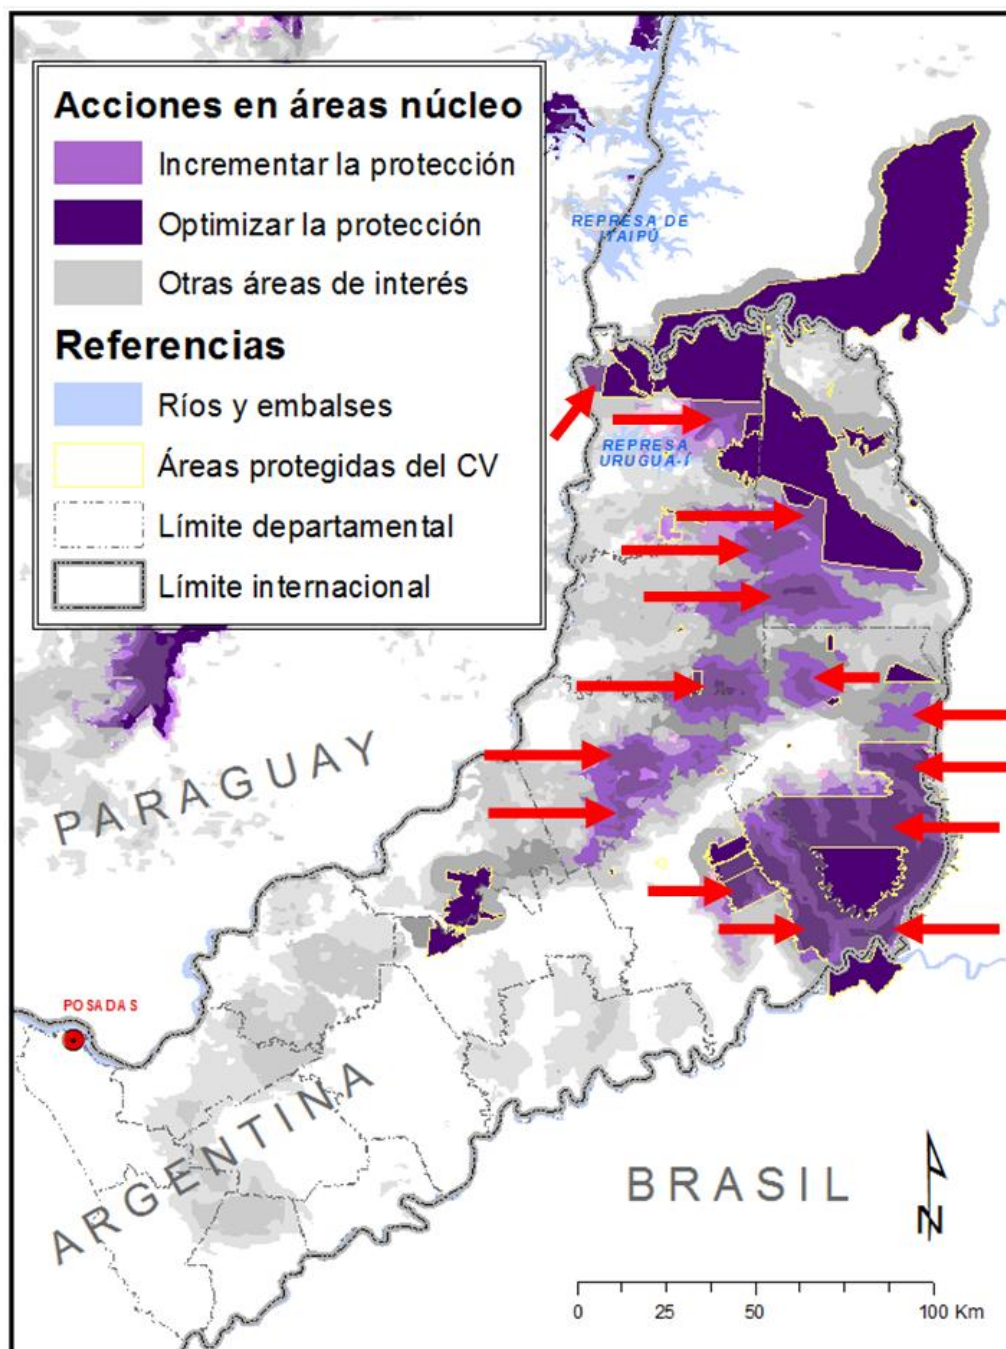 Acciones en áreas núcleo
Incrementar la protección
Optimizar la protección
Otras áreas de interés
Referencias
Ríos y embalses
Áreas protegidas del CV
Límite departamental
Límite internacional
REPRESA DE
ITAIPÚ
REPRESA
URUGUA-Í
PARAGUAY
POSADAS
ARGENTINA
BRASIL
N
0 25 50 100 Km